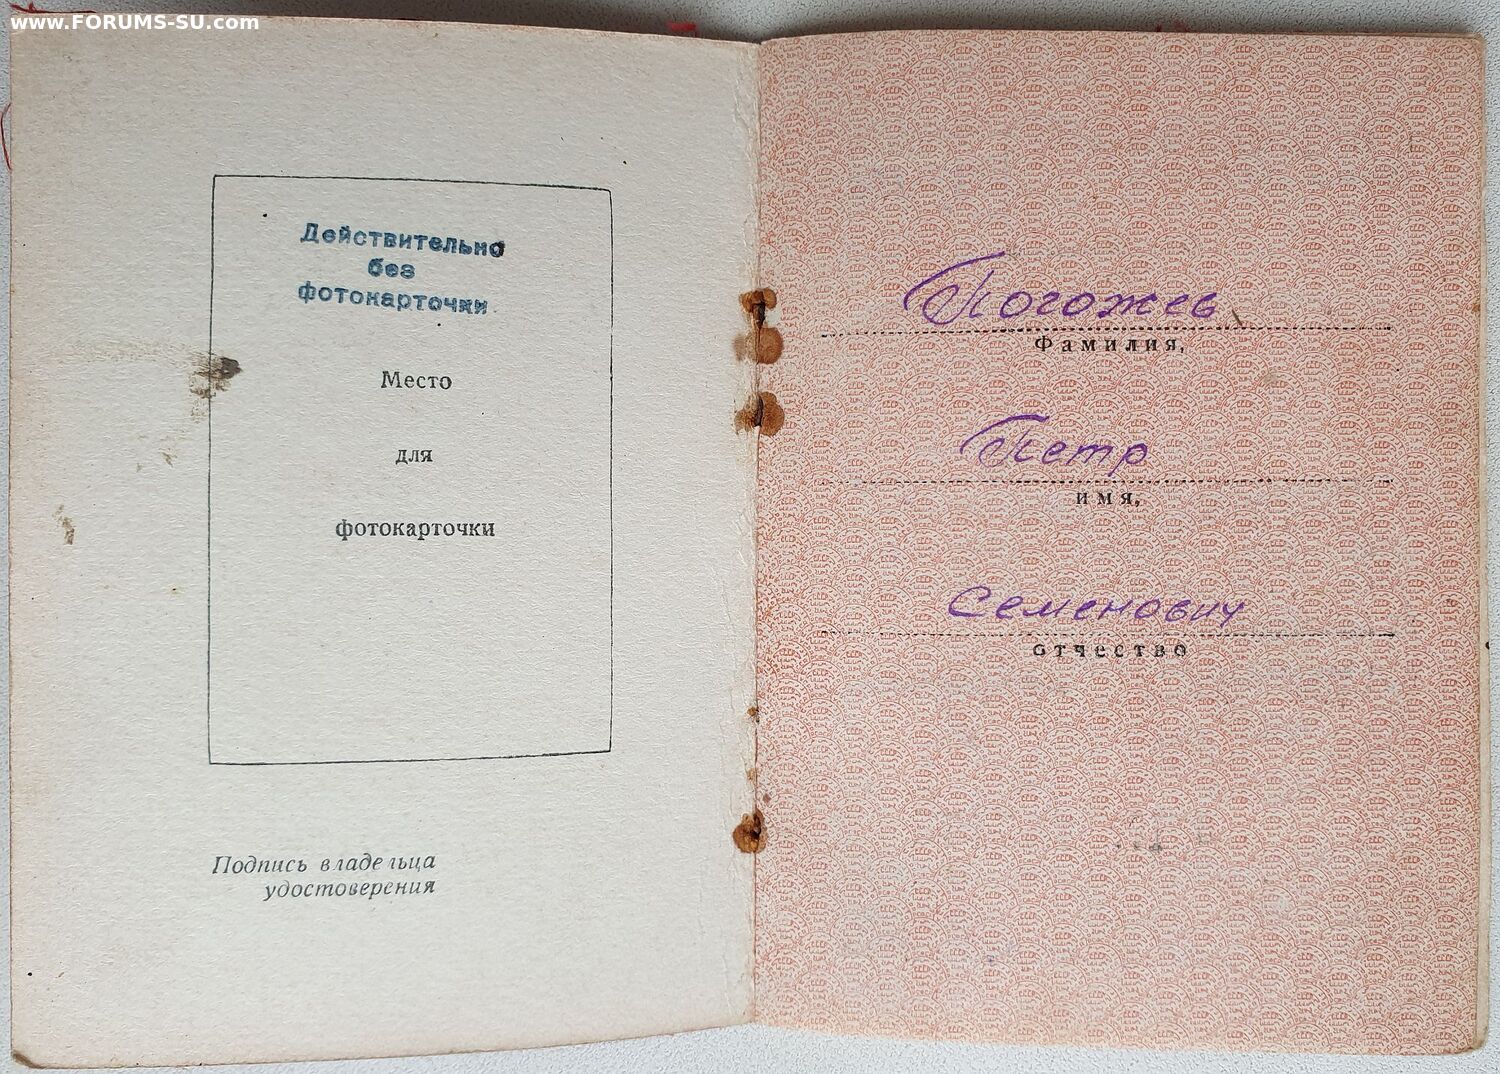 www.FORUMS-SU.com
Действительно
без
фотокарточки
Место
для
фотокарточки
Подпись владельца
удостоверения
Погожев
Фамилия,
Петр
имя,
Семенович
отчество